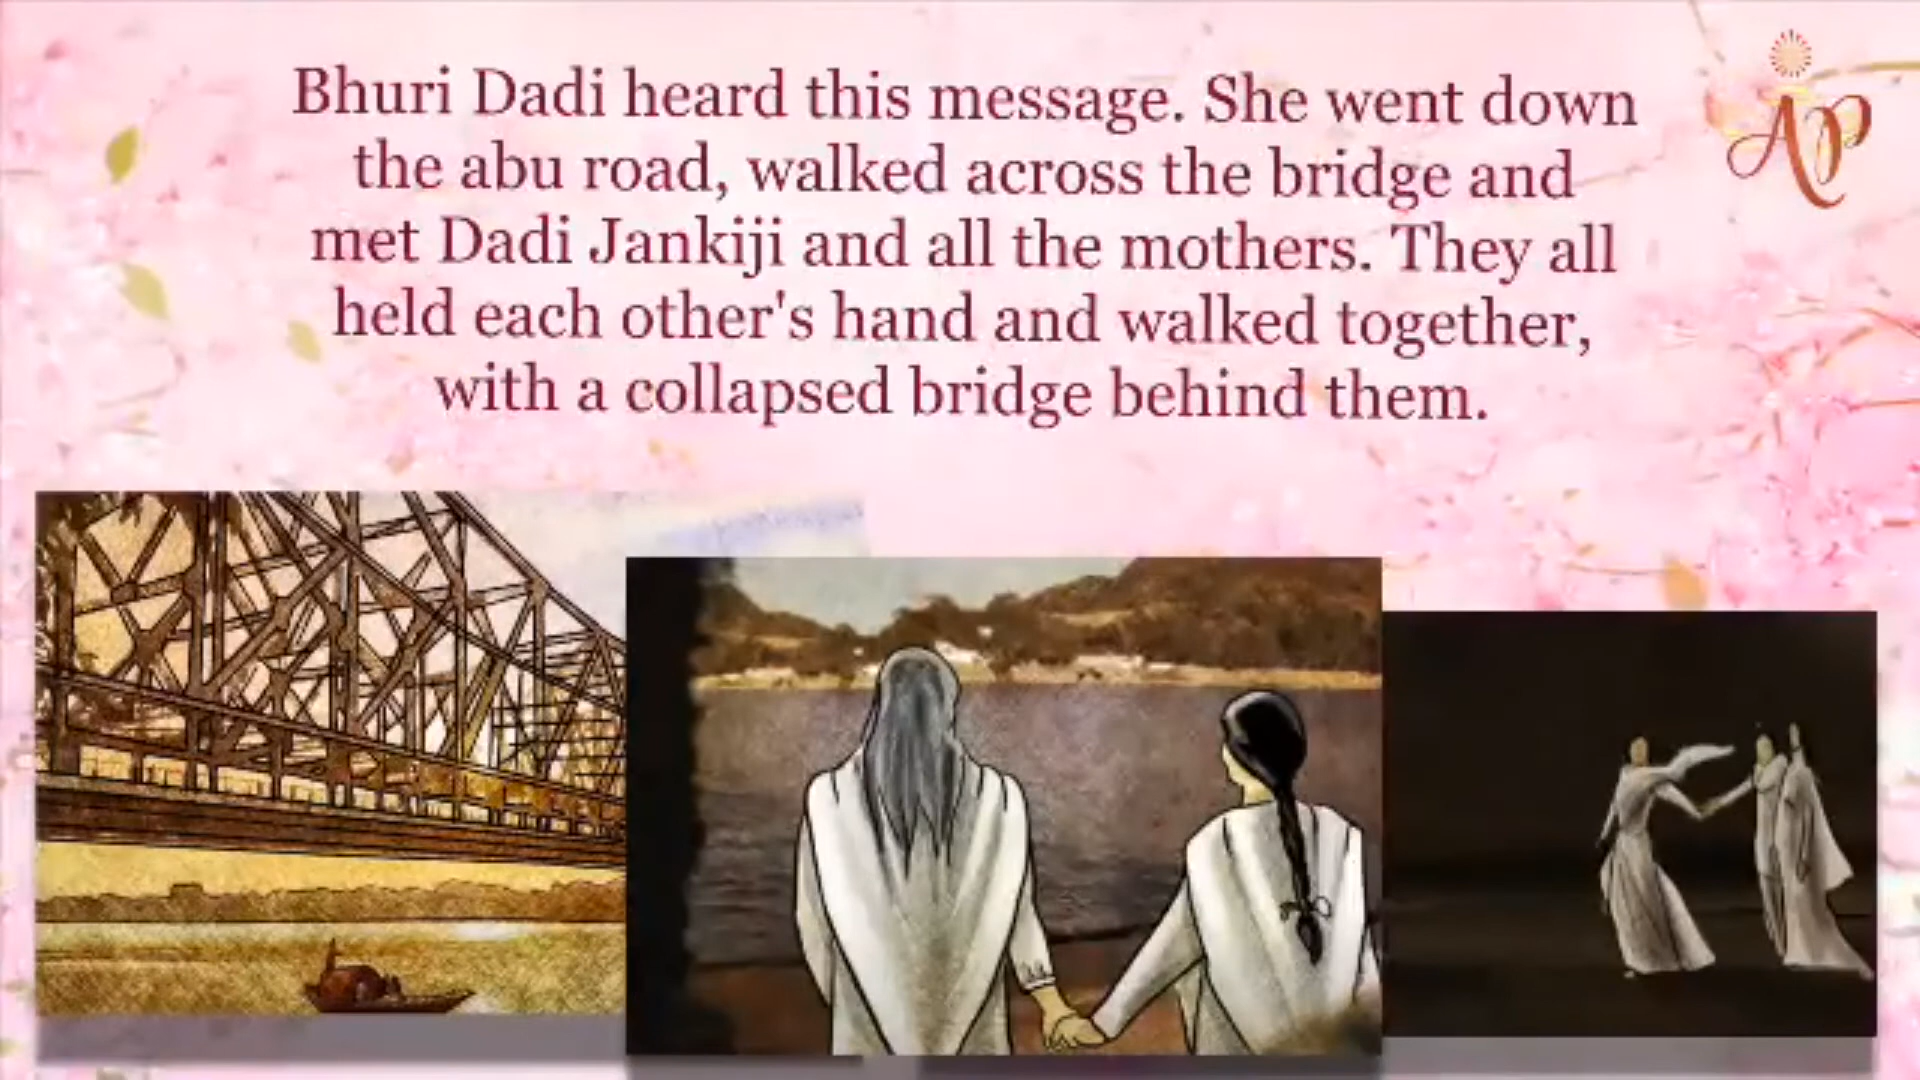 Bhuri Dadi heard this message. She went down
the abu road, walked across the bridge and
met Dadi Jankiji and all the mothers. They all
held each other's hand and walked together,
with a collapsed bridge behind them.
AP